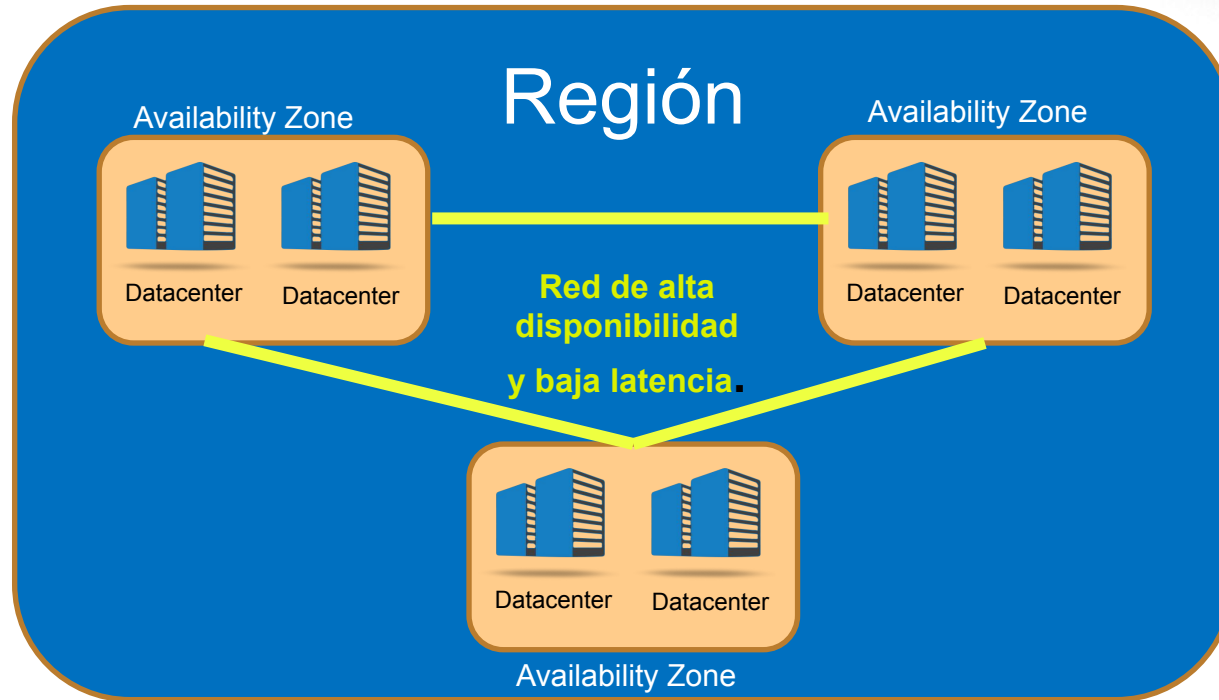 Región
Availability Zone
Availability Zone
Datacenter
Datacenter
Datacenter
Datacenter
Red de alta
disponibilidad
y baja latencia.
Datacenter
Datacenter
Availability Zone